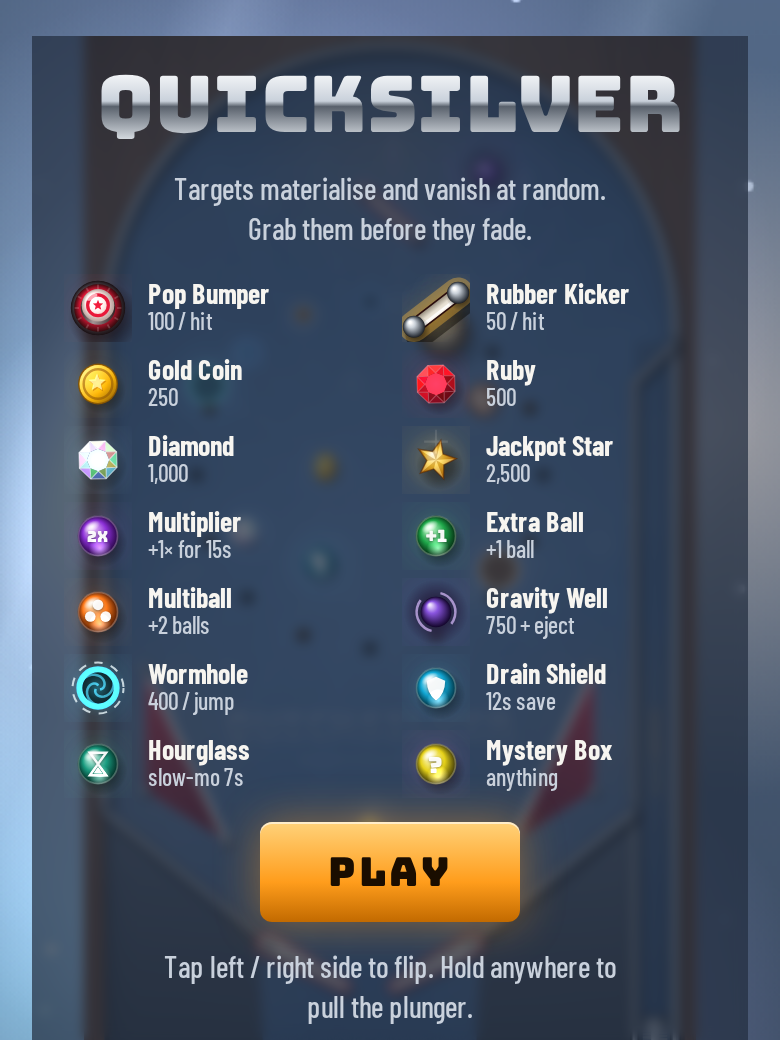 QUICKSILVER
Targets materialise and vanish at random.
Grab them before they fade.
Pop Bumper
100 / hit
Rubber Kicker
50 / hit
Gold Coin
250
Ruby
500
Diamond
1,000
Jackpot Star
2,500
2X
Multiplier
+1× for 15s
+1
Extra Ball
+1 ball
Multiball
+2 balls
Gravity Well
750 + eject
Wormhole
400 / jump
Drain Shield
12s save
Hourglass
slow-mo 7s
?
Mystery Box
anything
PLAY
Tap left / right side to flip. Hold anywhere to
pull the plunger.